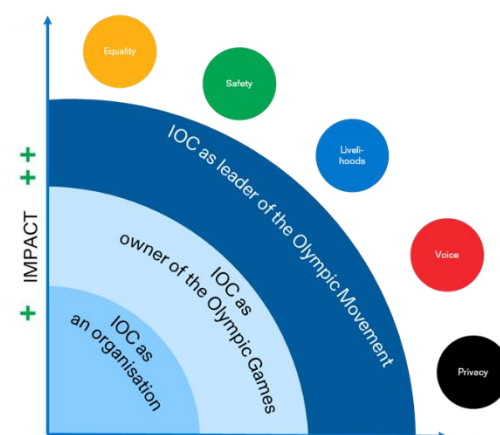 Equality
Safety
Liveli-
hoods
Voice
Privacy
IOC as leader of the Olympic Movement
IOC as
owner of the Olympic Games
IOC as
an organisation
++
IMPACT
+